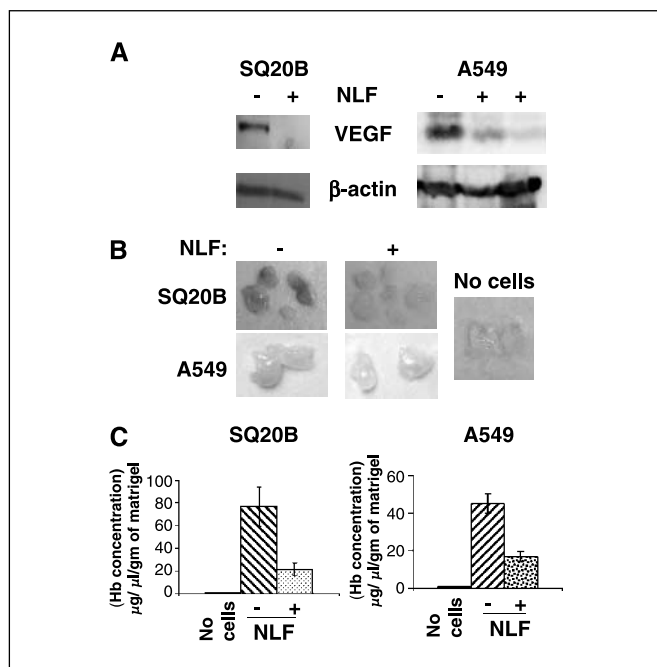 A
SQ20B A549
- + NLF - + +
VEGF
β-actin
B NLF: - +
No cells
SQ20B
A549
C SQ20B A549
(Hb concentration)
µg/ µl/gm of matrigel
100
80
60
40
20
0
No
cells
- +
NLF
(Hb concentration)
µg/ µl/gm of matrigel
60
40
20
0
No
cells
- +
NLF